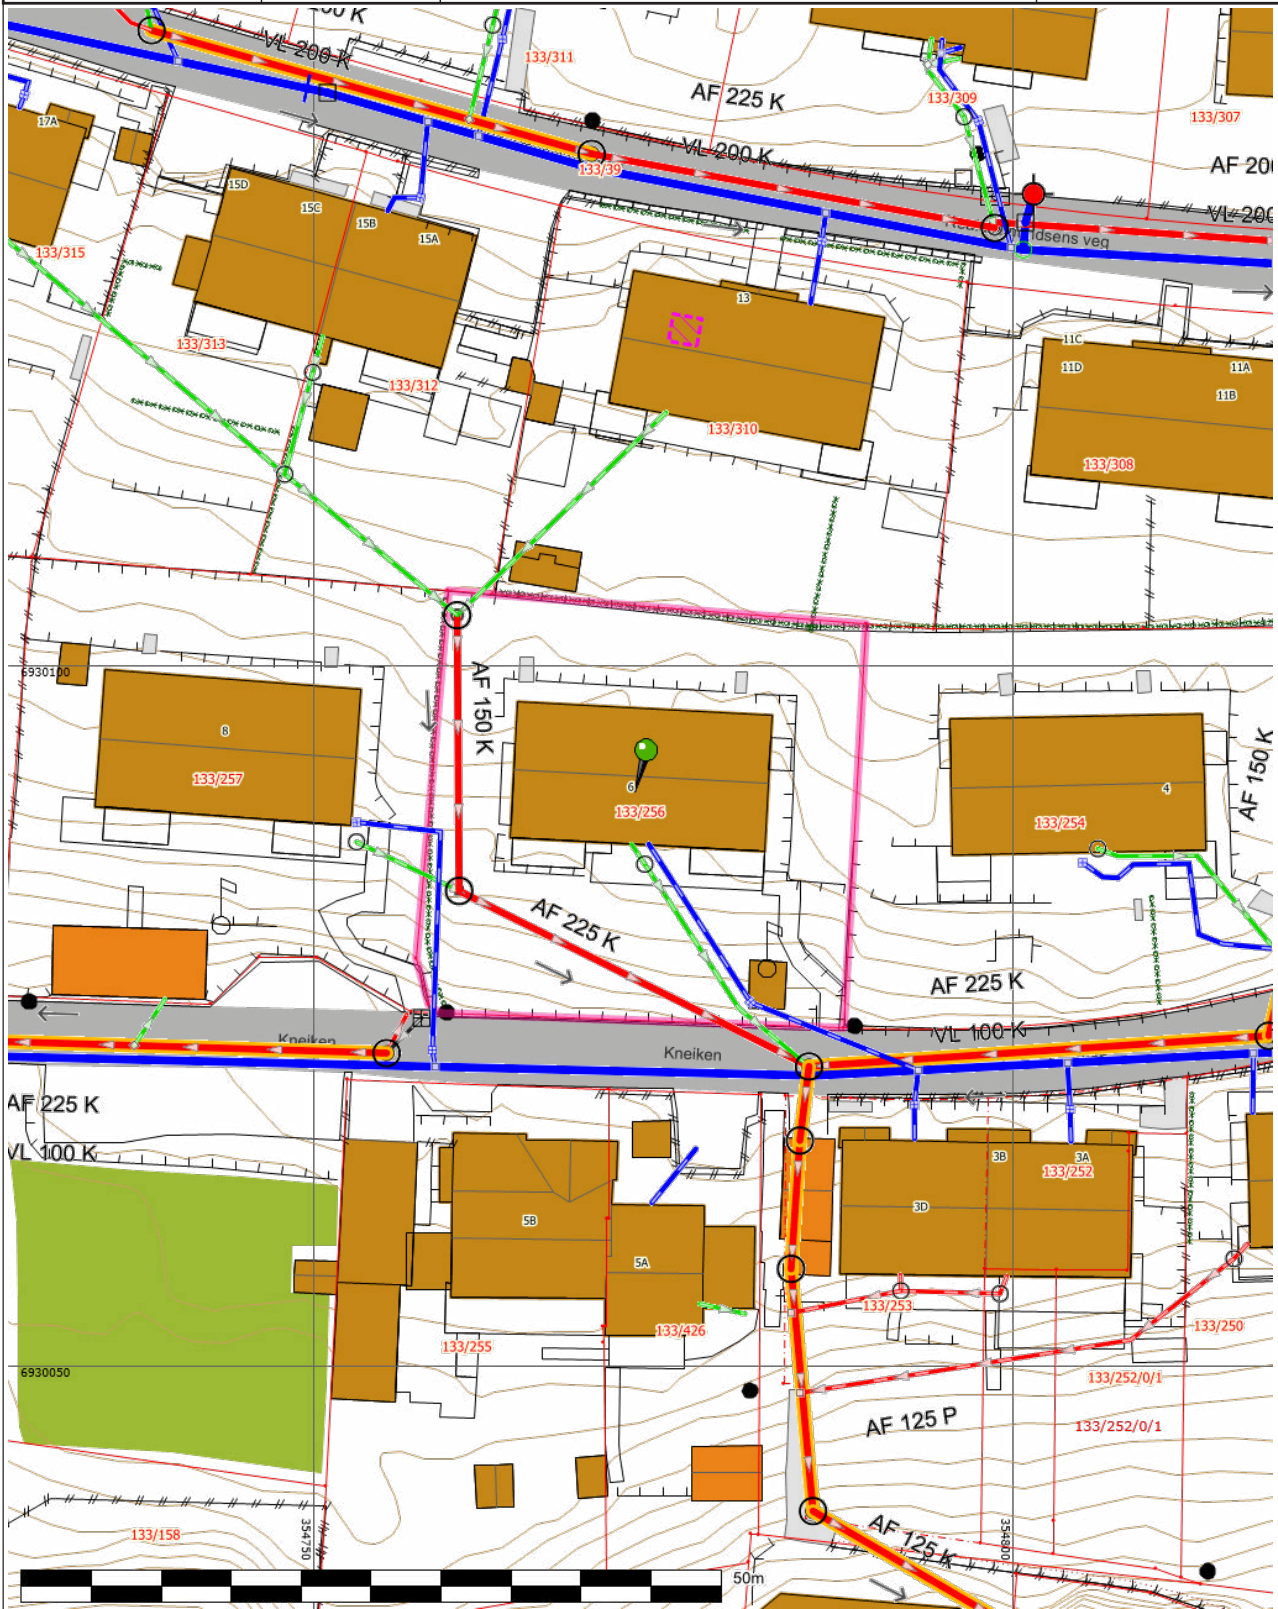 VL 200 K
133/311
AF 225 K
133/309
133/307
17A
VL 200 K
133/39
AF 200
15D
15C
15B
15A
VL 200
133/315
13
133/313
133/312
133/310
11C
11D
11A
11B
133/308
6930100
AF 150 K
8
133/257
6
133/256
4
133/254
AF 150 K
AF 225 K
AF 225 K
VL 100 K
Kneiken
Kneiken
AF 225 K
VL 100 K
3B
3A
133/252
3D
5B
5A
133/253
133/255
133/426
133/250
6930050
133/252/0/1
AF 125 P
133/252/0/1
133/158
354750
AF 125 K
354800
50m